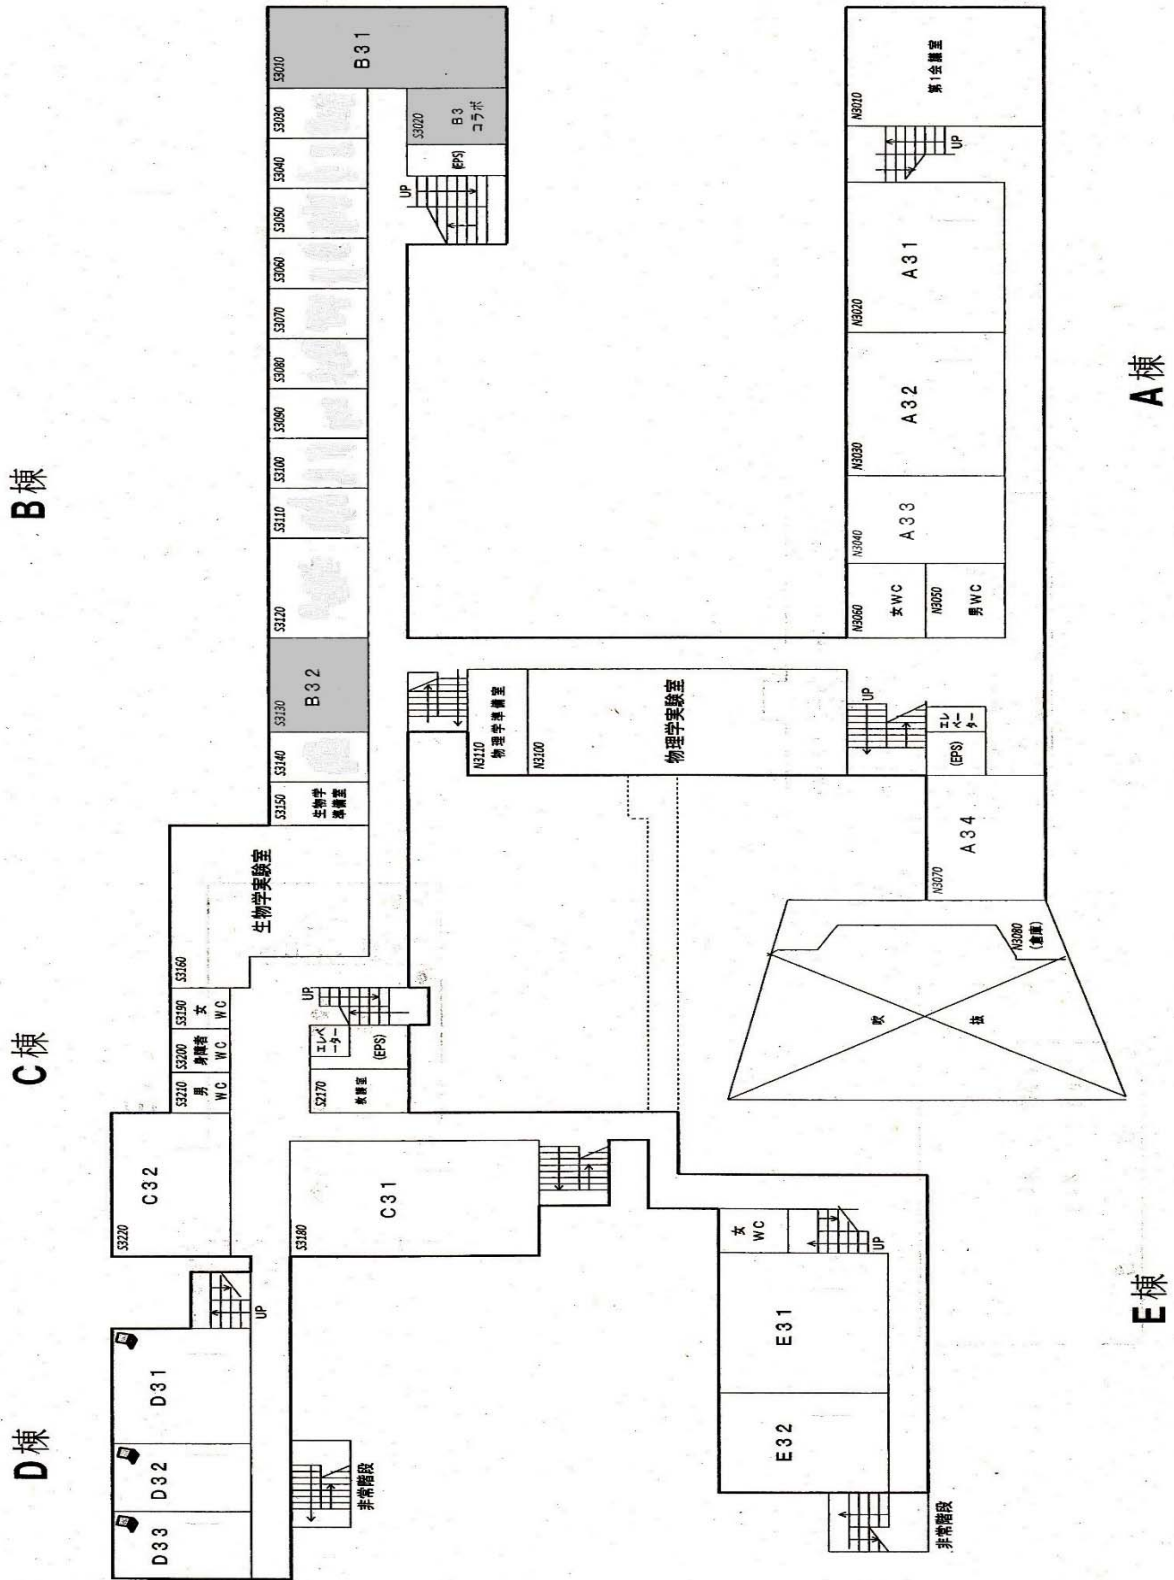 D棟
C棟
B棟
D33
D32
D31
UP
非常階段
S3220
C32
S3210
男
WC
S3200
身障者
WC
S3190
女
WC
S3160
生物学実験室
S3150
生物学
準備室
S3140
S3130
B32
S3120
S3110
S3100
S3090
S3080
S3070
S3060
S3050
S3040
S3030
S3010
B31
S3020
B3
コラボ
(EPS)
UP
S3180
C31
S2170
救護室
エレベ
ーター
(EPS)
UP
N3110
物理学準備室
N3100
物理学実験室
UP
エレ
ベー
ター
(EPS)
女
WC
UP
E31
E32
非常階段
吹
抜
N3080
(倉庫)
N3070
A34
N3060
女WC
N3050
男WC
N3040
A33
N3030
A32
N3020
A31
UP
N3010
第1会議室
E棟
A棟